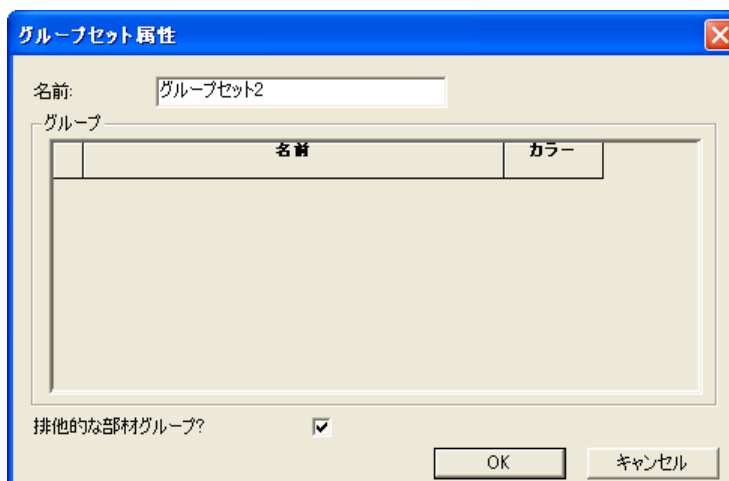 グループセット属性
名前: グループセット2
グループ
名前 カラー
排他的な部材グループ?
OK キャンセル